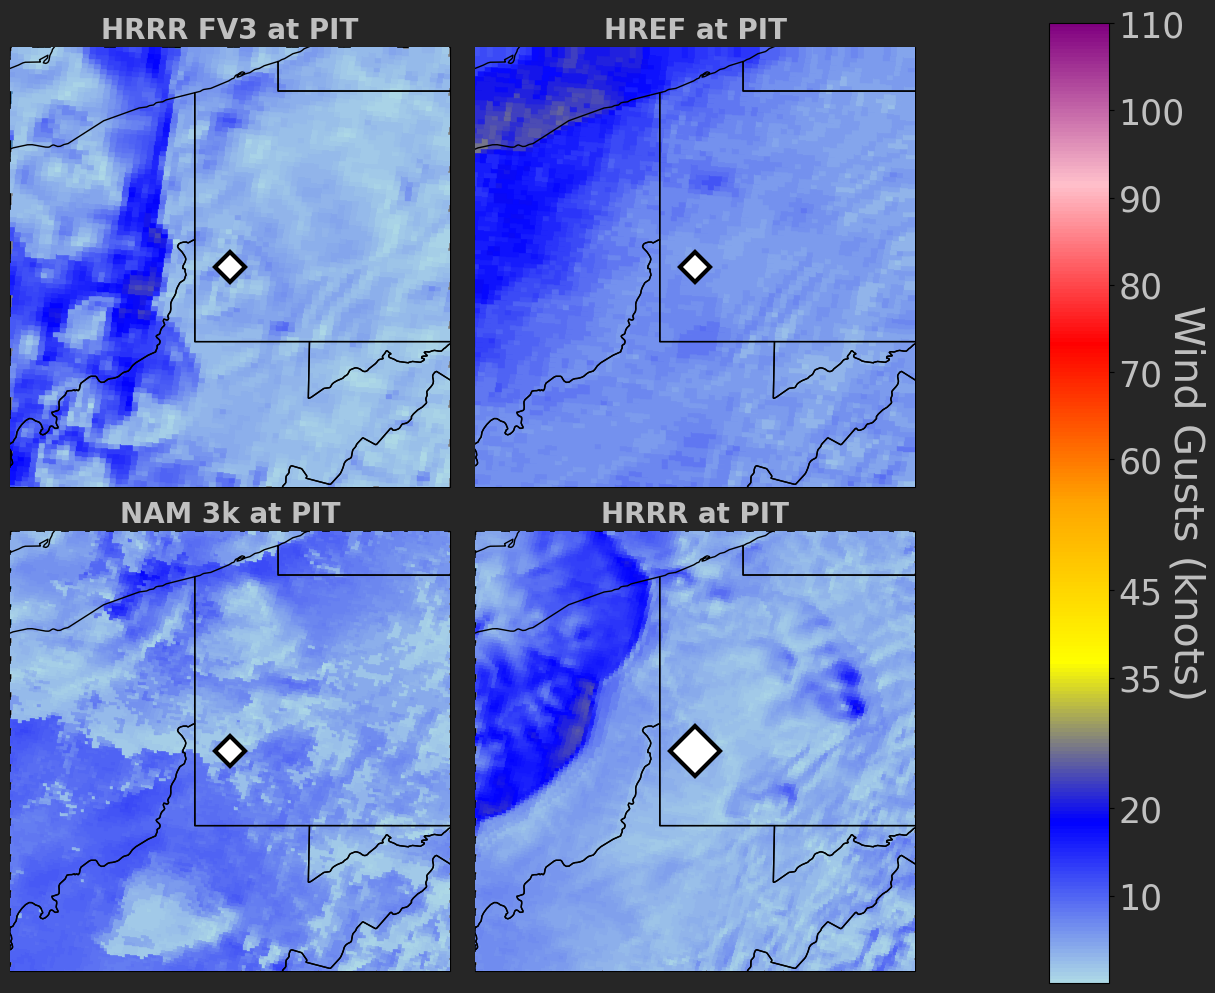 HRRR FV3 at PIT
HREF at PIT
NAM 3k at PIT
HRRR at PIT
110
100
90
80
70
60
45
35
20
10
Wind Gusts (knots)